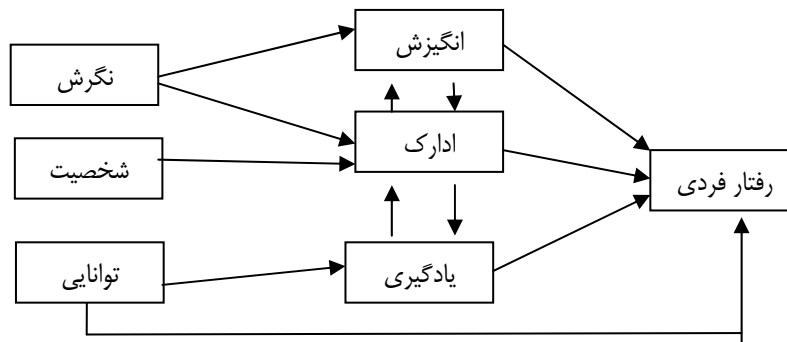 انگیزش
نگرش
ادارک
شخصیت
رفتار فردی
یادگیری
توانایی